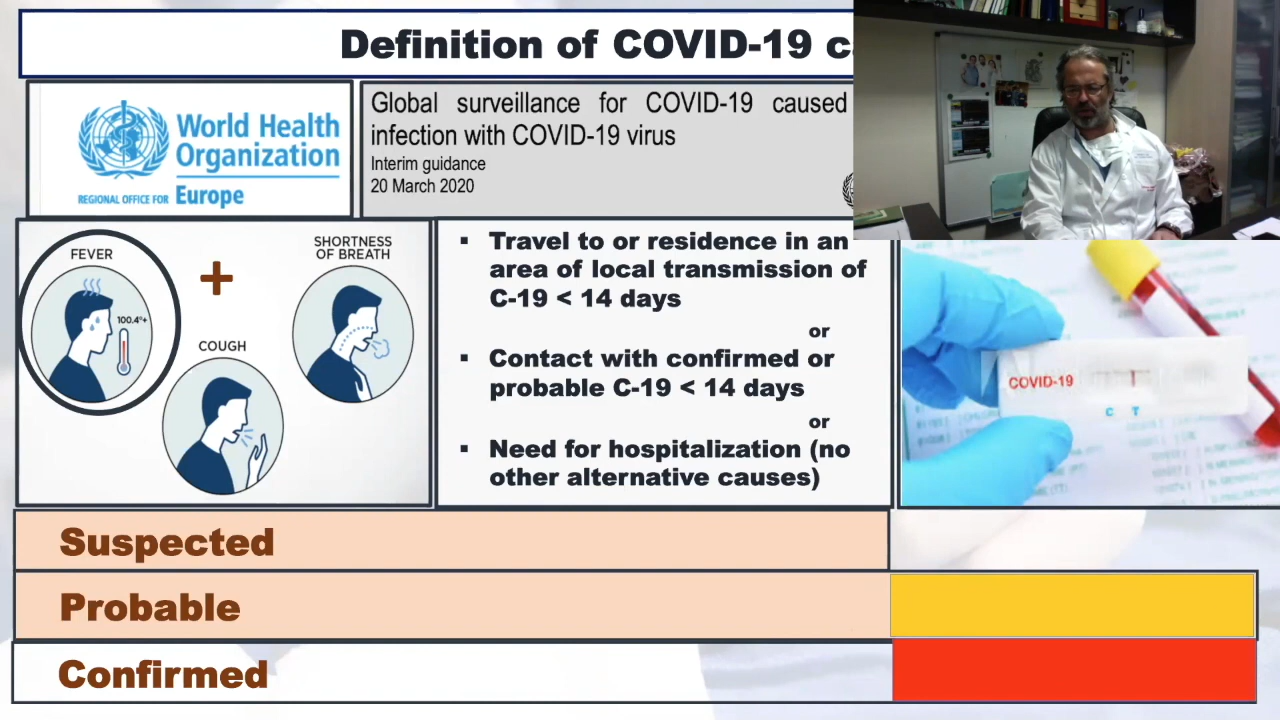 Definition of COVID-19
World Health
Organization
REGIONAL OFFICE FOR Europe
Global surveillance for COVID-19 caused
infection with COVID-19 virus
Interim guidance
20 March 2020
FEVER
100.4°+
+
COUGH
SHORTNESS
OF BREATH
▪ Travel to or residence in an
area of local transmission of
C-19 < 14 days
or
▪ Contact with confirmed or
probable C-19 < 14 days
or
▪ Need for hospitalization (no
other alternative causes)
COVID-19
C T
Suspected
Probable
Confirmed